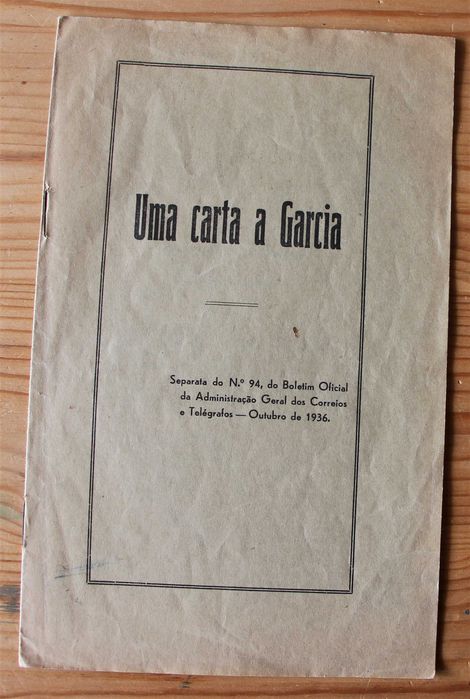 Uma carta a Garcia
Separata do N.º 94, do Boletim Oficial
da Administração Geral dos Correios
e Telégrafos — Outubro de 1936.